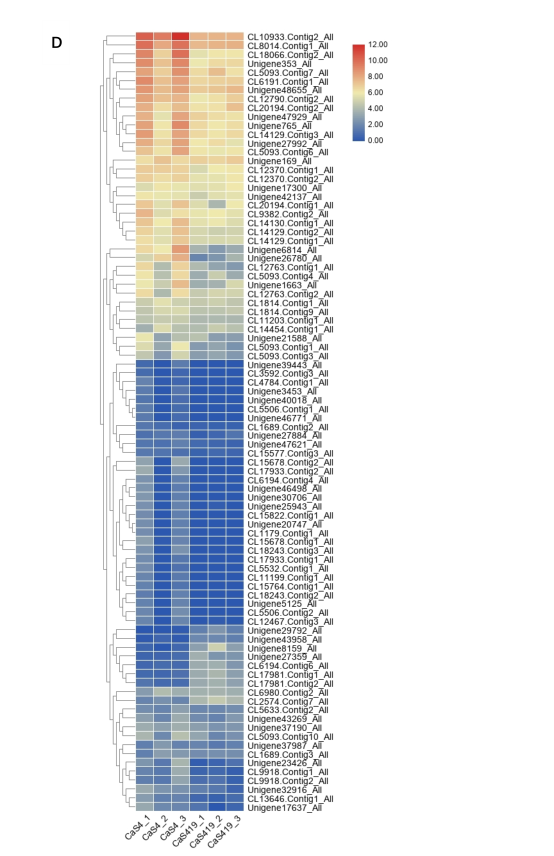 D
CL10933.Contig2_All
CL8014.Contig1_All
CL18066.Contig2_All
Unigene353_All
CL5093.Contig7_All
CL6191.Contig1_All
Unigene48655_All
CL12790.Contig2_All
CL20194.Contig2_All
Unigene47929_All
Unigene765_All
CL14129.Contig3_All
Unigene27992_All
CL5093.Contig6_All
Unigene169_All
CL12370.Contig1_All
CL12370.Contig2_All
Unigene17300_All
Unigene42137_All
CL20194.Contig1_All
CL9382.Contig2_All
CL14130.Contig1_All
CL14129.Contig2_All
CL14129.Contig1_All
Unigene6814_All
Unigene26780_All
CL12763.Contig1_All
CL5093.Contig4_All
Unigene1663_All
CL12763.Contig2_All
CL1814.Contig1_All
CL1814.Contig9_All
CL11203.Contig1_All
CL14454.Contig1_All
Unigene21588_All
CL5093.Contig1_All
CL5093.Contig3_All
Unigene39443_All
CL3592.Contig3_All
CL4784.Contig1_All
Unigene3453_All
Unigene40018_All
CL5506.Contig1_All
Unigene46771_All
CL1689.Contig2_All
Unigene27884_All
Unigene47621_All
CL15577.Contig3_All
CL15678.Contig2_All
CL17933.Contig2_All
CL6194.Contig4_All
Unigene46498_All
Unigene30706_All
Unigene25943_All
CL15822.Contig1_All
Unigene20747_All
CL1179.Contig1_All
CL15678.Contig1_All
CL18243.Contig3_All
CL17933.Contig1_All
CL5532.Contig1_All
CL11199.Contig1_All
CL15764.Contig1_All
CL18243.Contig2_All
Unigene5125_All
CL5506.Contig2_All
CL12467.Contig3_All
Unigene29792_All
Unigene43958_All
Unigene8159_All
Unigene27359_All
CL6194.Contig6_All
CL17981.Contig1_All
CL17981.Contig2_All
CL6980.Contig2_All
CL2574.Contig7_All
CL5633.Contig2_All
Unigene43269_All
Unigene37190_All
CL5093.Contig10_All
Unigene37987_All
CL1689.Contig3_All
Unigene23426_All
CL9918.Contig1_All
CL9918.Contig2_All
Unigene32916_All
CL13646.Contig1_All
Unigene17637_All
12.00
10.00
8.00
6.00
4.00
2.00
0.00
CaS4_1
CaS4_2
CaS4_3
CaS419_1
CaS419_2
CaS419_3